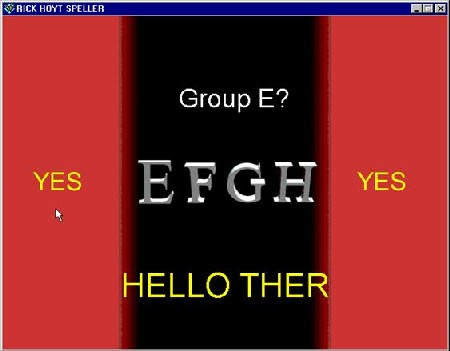 RICK HOYT SPELLER
Group E?
YES EFGH YES
HELLO THER